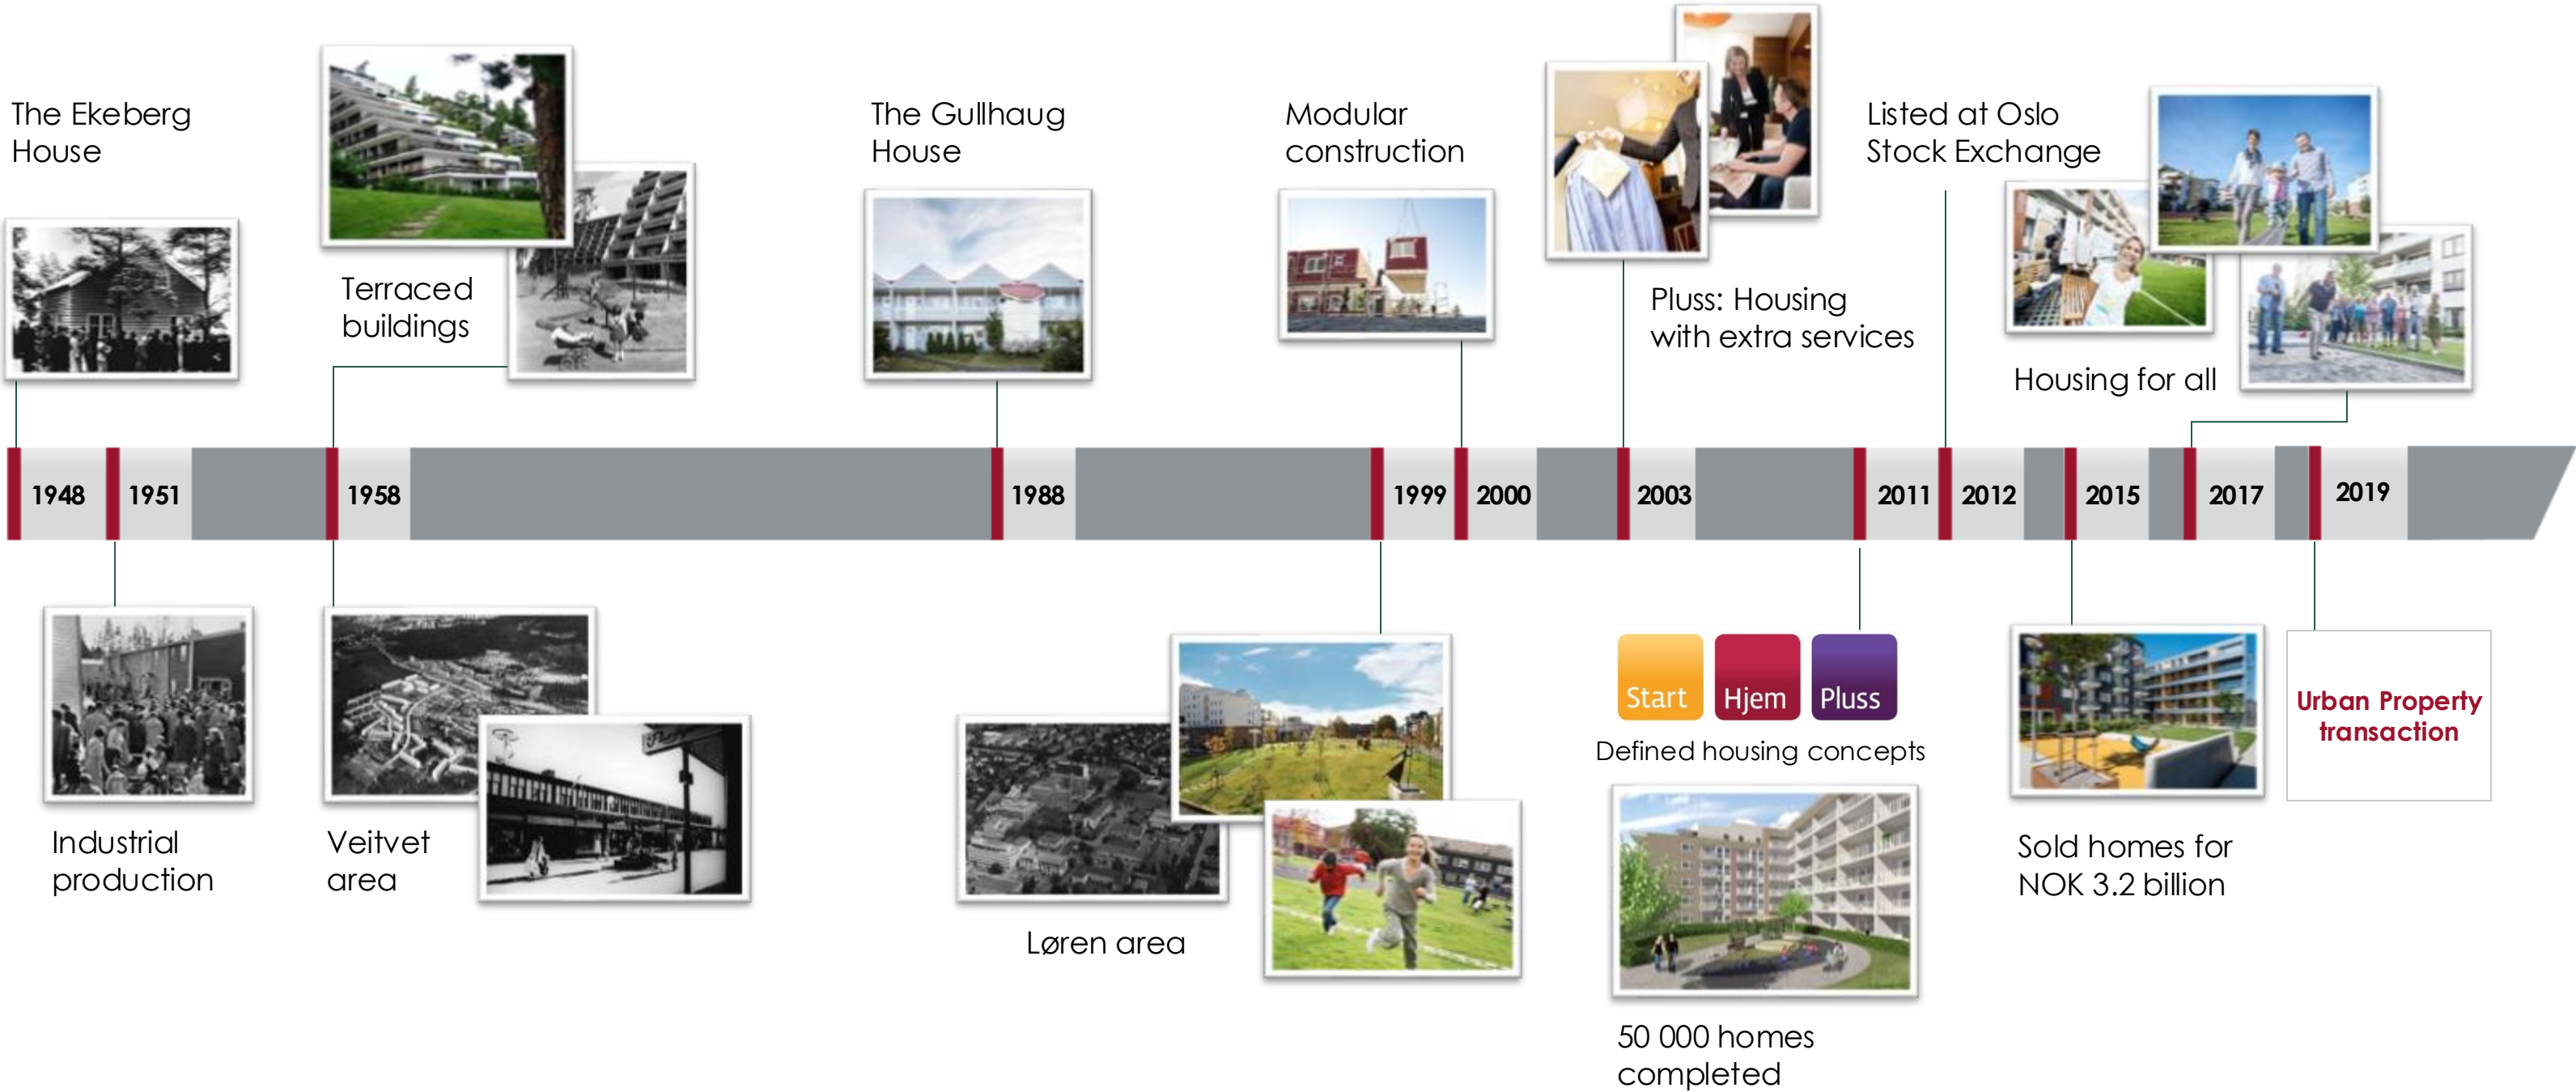 The Ekeberg
House
Terraced
buildings
The Gullhaug
House
Modular
construction
Pluss: Housing
with extra services
Listed at Oslo
Stock Exchange
Housing for all
1948
1951
1958
1988
1999
2000
2003
2011
2012
2015
2017
2019
Industrial
production
Veitvet
area
Løren area
Start
Hjem
Pluss
Defined housing concepts
50 000 homes
completed
Sold homes for
NOK 3.2 billion
Urban Property
transaction